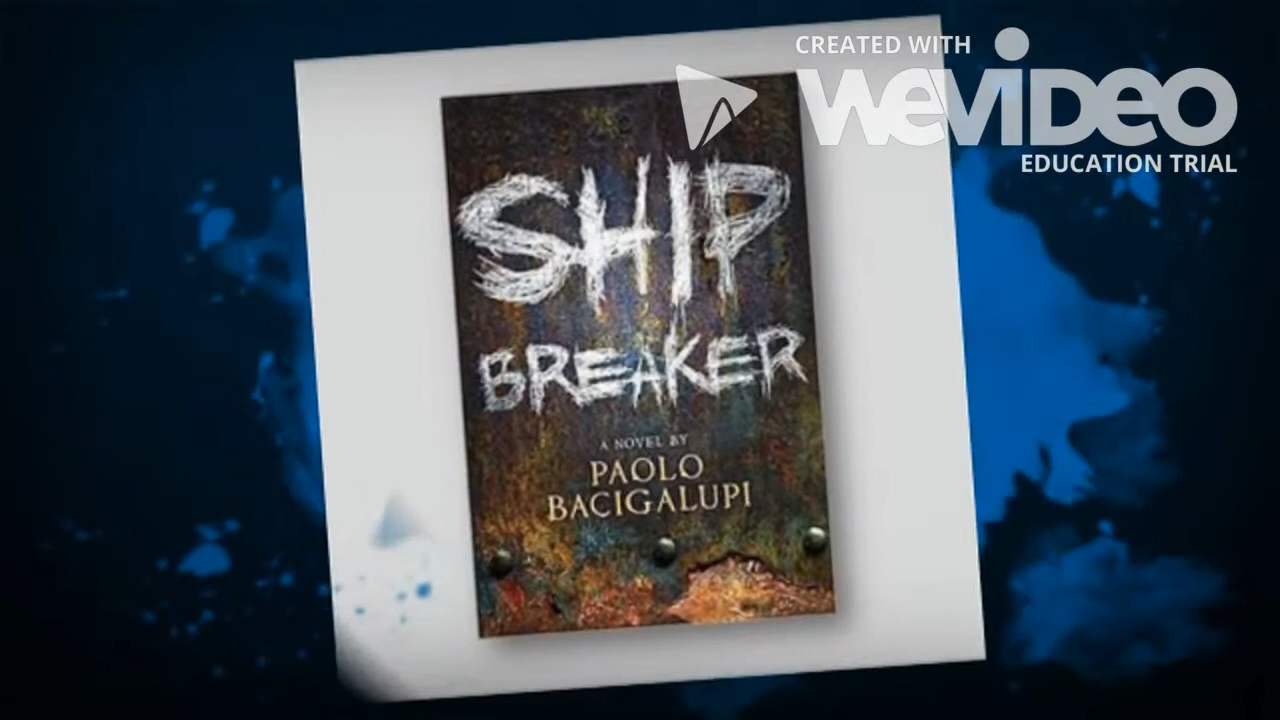 CREATED WITH
WEVIDEO
EDUCATION TRIAL
SHIP
BREAKER
A NOVEL BY
PAOLO
BACIGALUPI